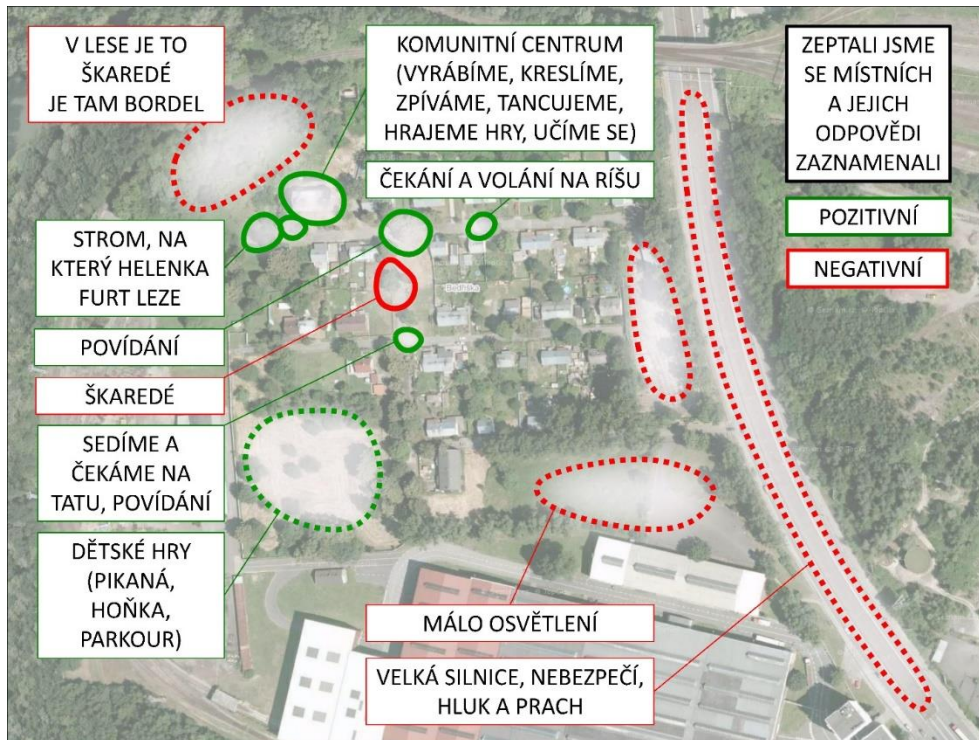 V LESE JE TO
ŠKAREDÉ
JE TAM BORDEL
KOMUNITNÍ CENTRUM
(VYRÁBÍME, KRESLÍME,
ZPÍVÁME, TANCUJEME,
HRAJEME HRY, UČÍME SE)
ZEPTALI JSME
SE MÍSTNÍCH
A JEJICH
ODPOVĚDI
ZAZNAMENALI
ČEKÁNÍ A VOLÁNÍ NA RÍŠU
POZITIVNÍ
NEGATIVNÍ
STROM, NA
KTERÝ HELENKA
FURT LEZE
Bedřiška
POVÍDÁNÍ
ŠKAREDÉ
SEDÍME A
ČEKÁME NA
TATU, POVÍDÁNÍ
DĚTSKÉ HRY
(PIKANÁ,
HOŇKA,
PARKOUR)
MÁLO OSVĚTLENÍ
VELKÁ SILNICE, NEBEZPEČÍ,
HLUK A PRACH